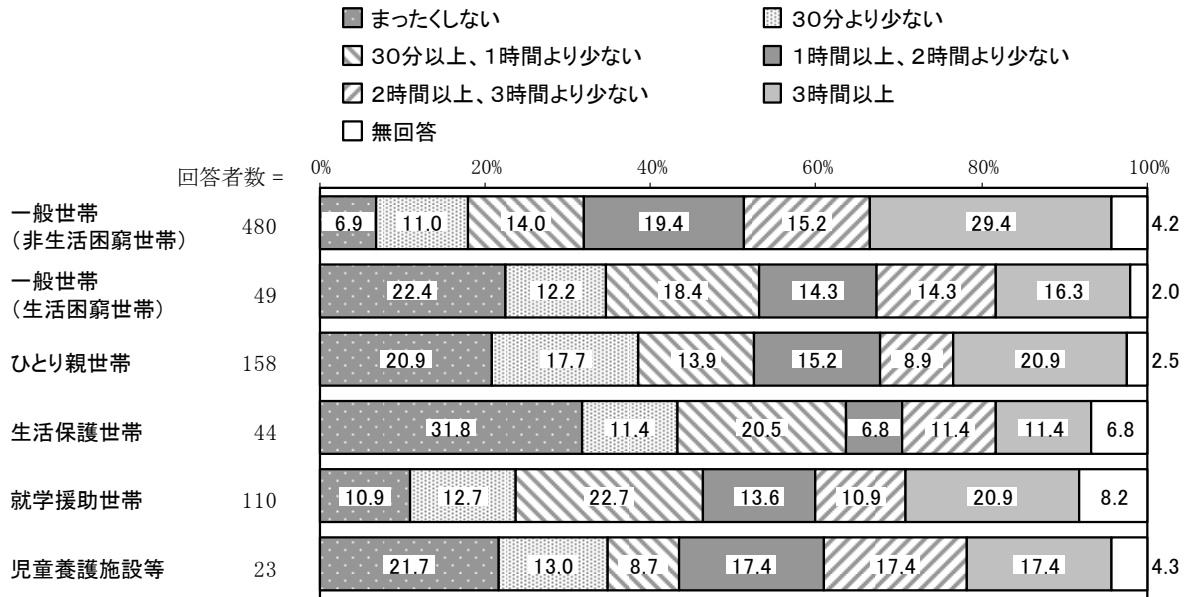 まったくしない
３０分より少ない
３０分以上、１時間より少ない
１時間以上、２時間より少ない
２時間以上、３時間より少ない
３時間以上
無回答
回答者数 =
0% 20% 40% 60% 80% 100%
一般世帯
（非生活困窮世帯）
480
6.9 11.0 14.0 19.4 15.2 29.4 4.2
一般世帯
（生活困窮世帯）
49
22.4 12.2 18.4 14.3 14.3 16.3 2.0
ひとり親世帯 158 20.9 17.7 13.9 15.2 8.9 20.9 2.5
生活保護世帯 44 31.8 11.4 20.5 6.8 11.4 11.4 6.8
就学援助世帯 110 10.9 12.7 22.7 13.6 10.9 20.9 8.2
児童養護施設等 23 21.7 13.0 8.7 17.4 17.4 17.4 4.3